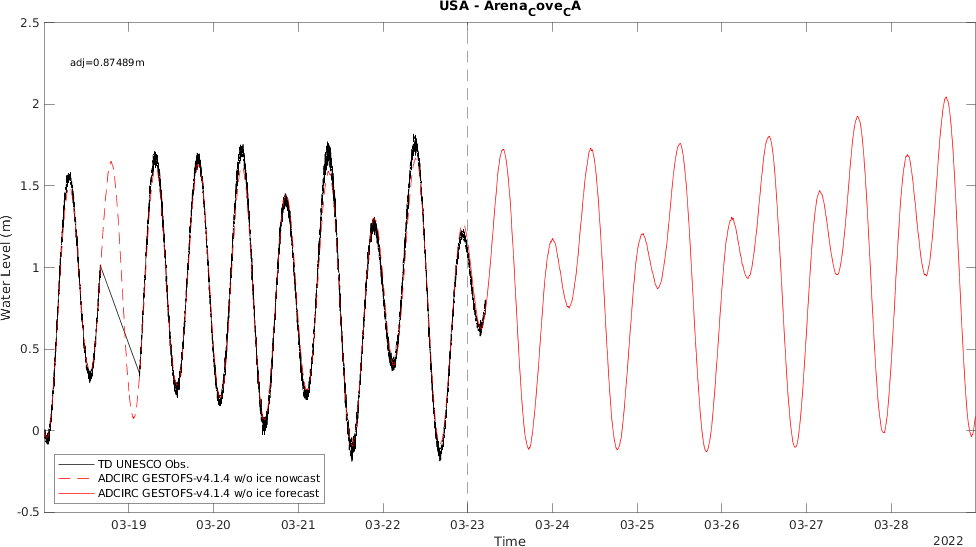 USA - ArenaCoveCA
adj=0.87489m
2.5
2
1.5
1
0.5
0
-0.5
Water Level (m)
TD UNESCO Obs.
ADCIRC GESTOFS-v4.1.4 w/o ice nowcast
ADCIRC GESTOFS-v4.1.4 w/o ice forecast
03-19 03-20 03-21 03-22 03-23 03-24 03-25 03-26 03-27 03-28
Time
2022